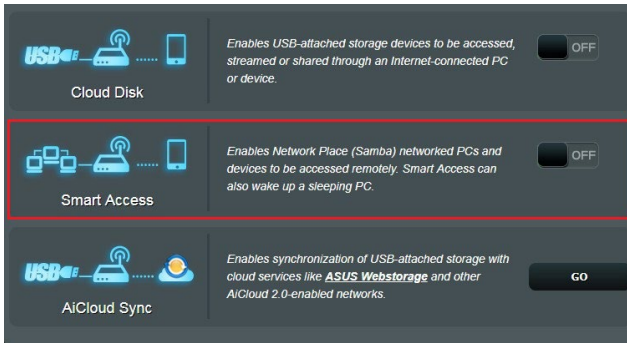 USB
Cloud Disk
Enables USB-attached storage devices to be accessed,
streamed or shared through an Internet-connected PC
or device.
OFF
Smart Access
Enables Network Place (Samba) networked PCs and
devices to be accessed remotely. Smart Access can
also wake up a sleeping PC.
OFF
USB
AiCloud Sync
Enables synchronization of USB-attached storage with
cloud services like ASUS Webstorage and other
AiCloud 2.0-enabled networks.
GO